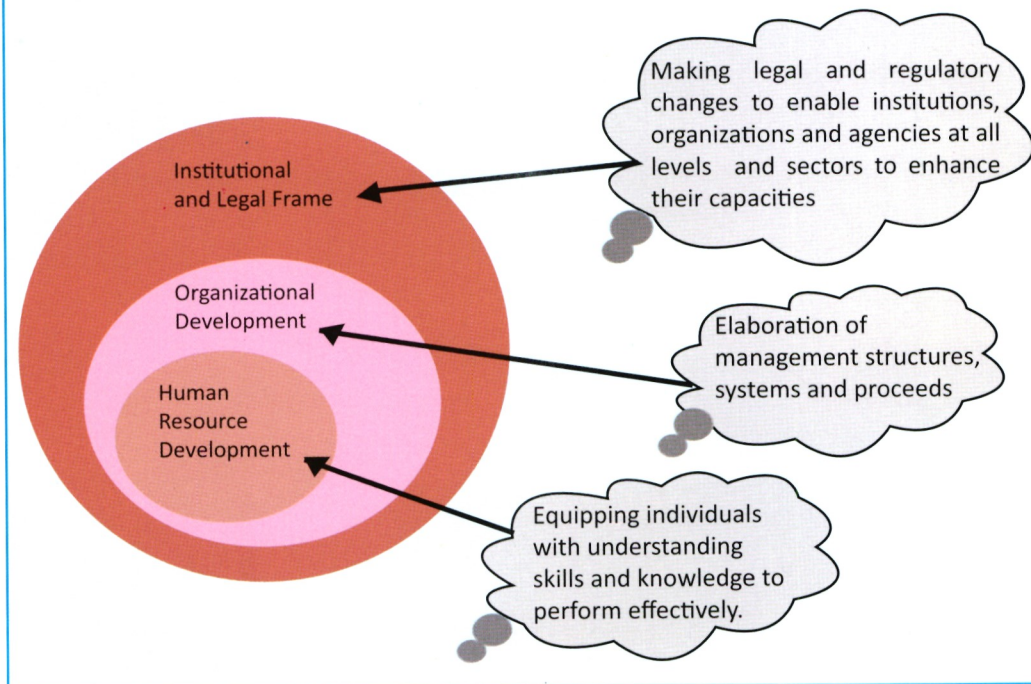 Making legal and regulatory
changes to enable institutions,
organizations and agencies at all
levels and sectors to enhance
their capacities
Institutional
and Legal Frame
Organizational
Development
Elaboration of
management structures,
systems and proceeds
Human
Resource
Development
Equipping individuals
with understanding
skills and knowledge to
perform effectively.